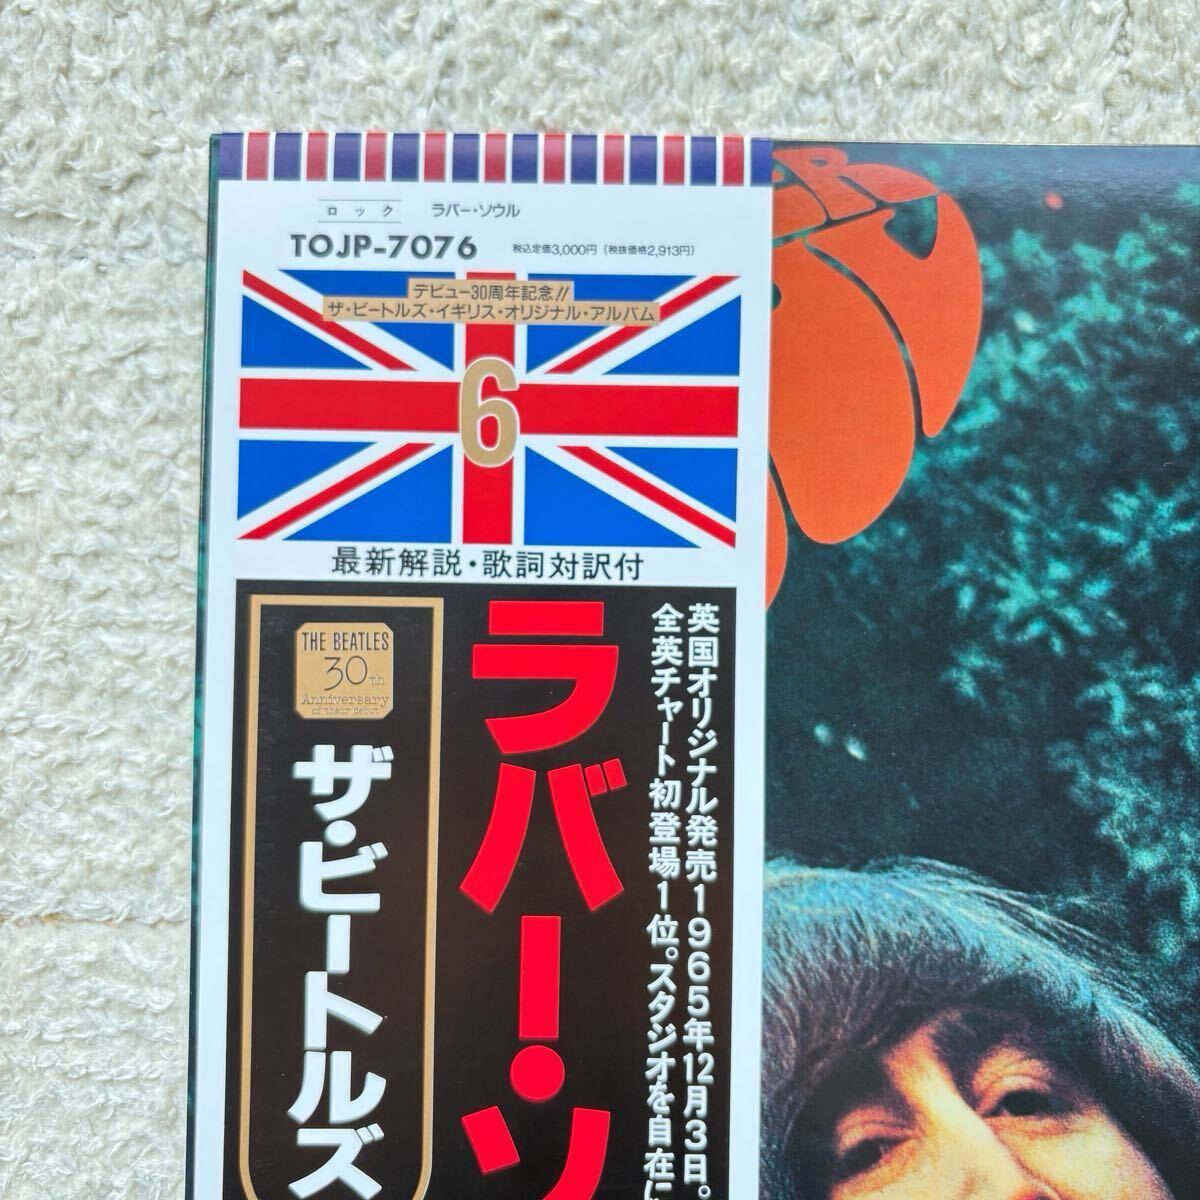 ロック ラバー・ソウル
TOJP-7076 税込定価3,000円 (税抜価格2,913円)
デビュー30周年記念!!
ザ・ビートルズ・イギリス・オリジナル・アルバム
6
最新解説・歌詞対訳付
英国オリジナル発売1965年12月3日。
全英チャート初登場1位。スタジオを自在に
ラバー・ソ
THE BEATLES
30th
Anniversary
of their debut
ザ・ビートルズ